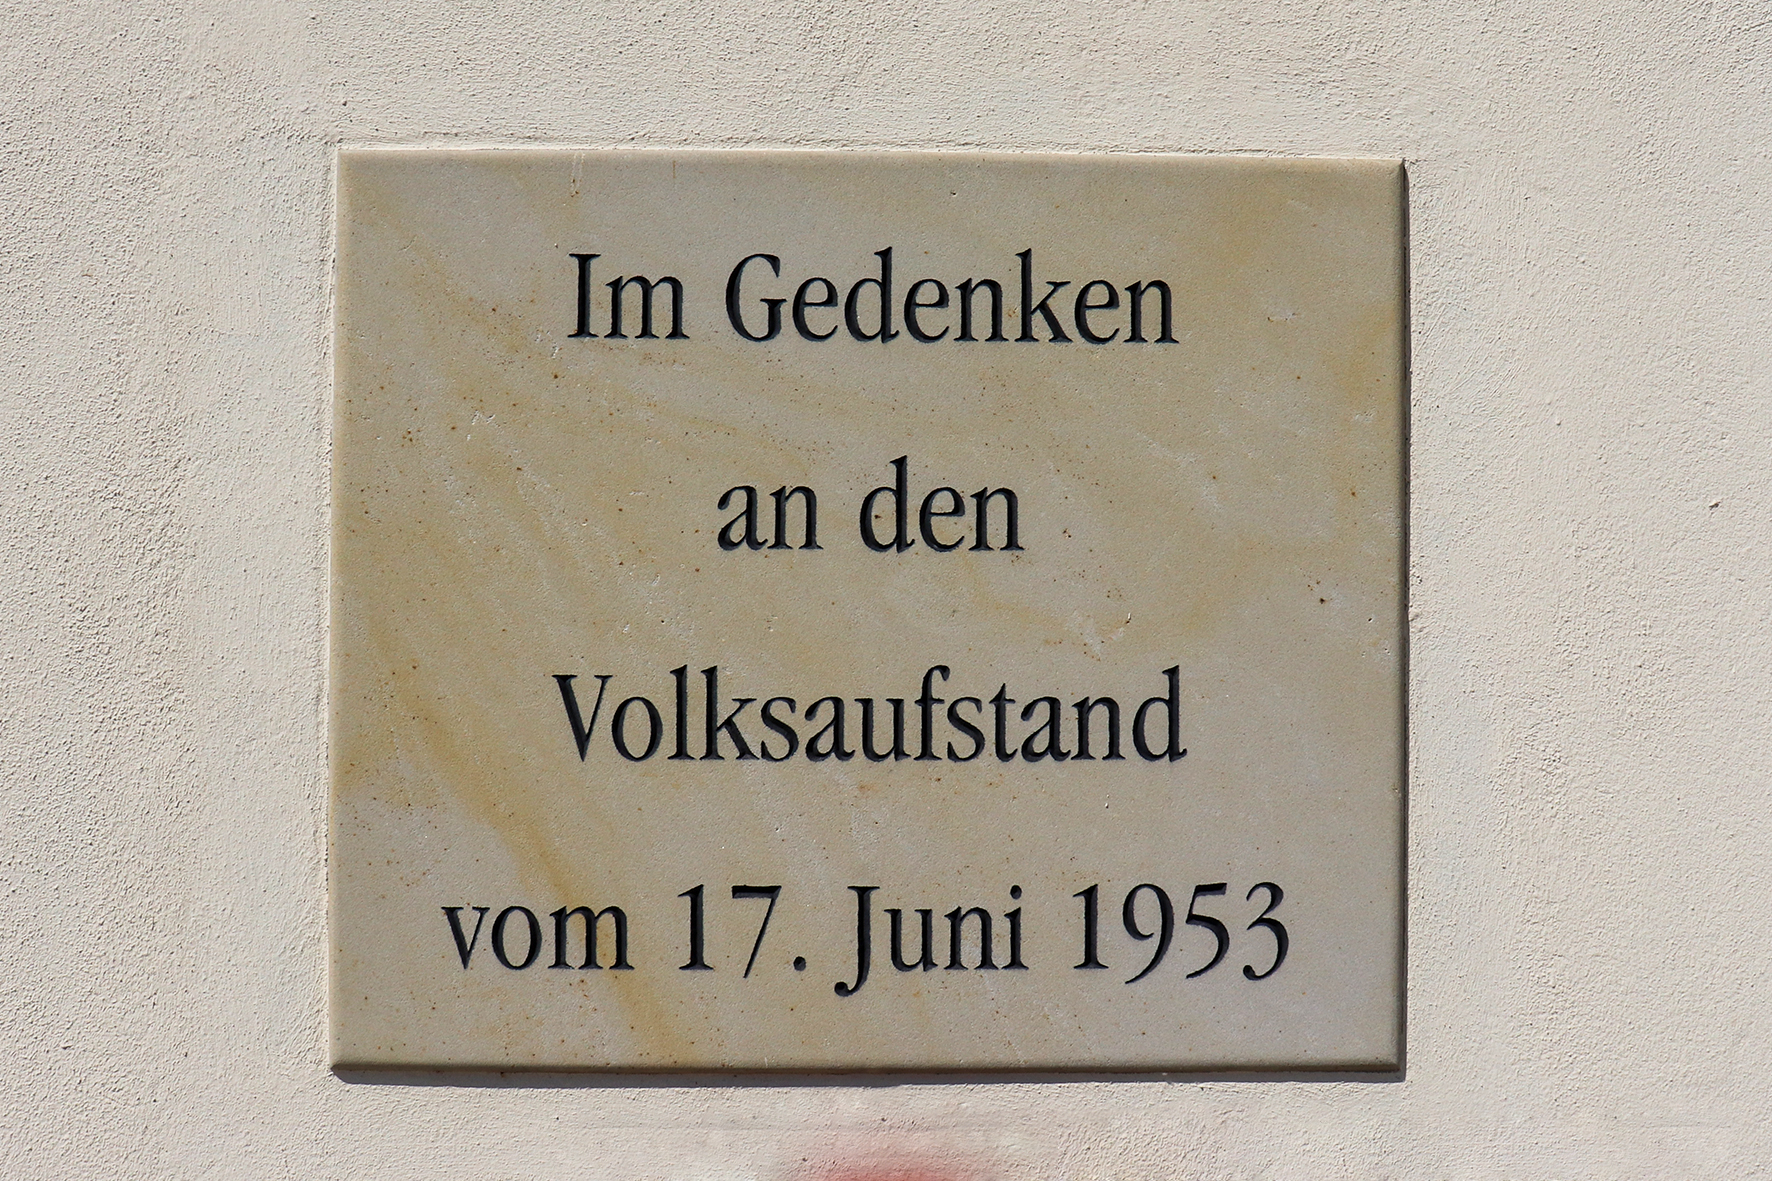 Im Gedenken
an den
Volksaufstand
vom 17. Juni 1953